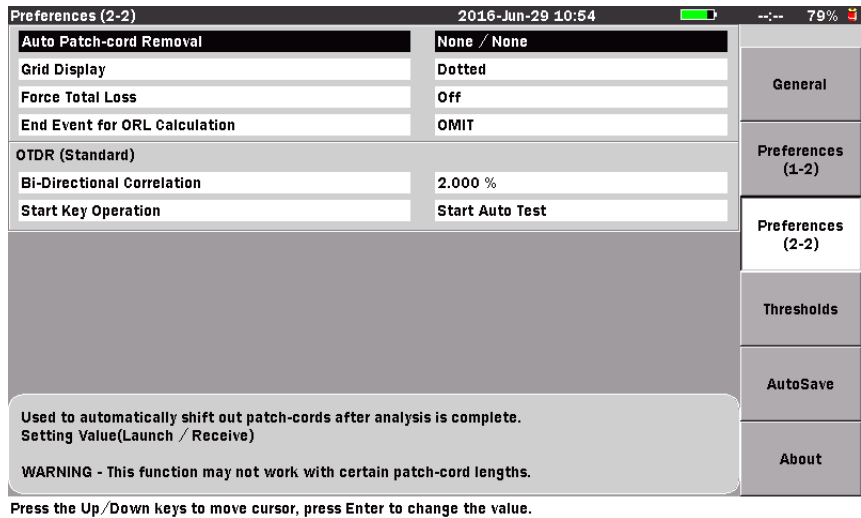 Preferences (2-2) 2016-Jun-29 10:54 --:-- 79%
Auto Patch-cord Removal None / None
Grid Display Dotted
Force Total Loss Off
End Event for ORL Calculation OMIT
OTDR (Standard)
Bi-Directional Correlation 2.000 %
Start Key Operation Start Auto Test
General
Preferences
(1-2)
Preferences
(2-2)
Thresholds
AutoSave
About
Used to automatically shift out patch-cords after analysis is complete.
Setting Value(Launch / Receive)
WARNING - This function may not work with certain patch-cord lengths.
Press the Up/Down keys to move cursor, press Enter to change the value.